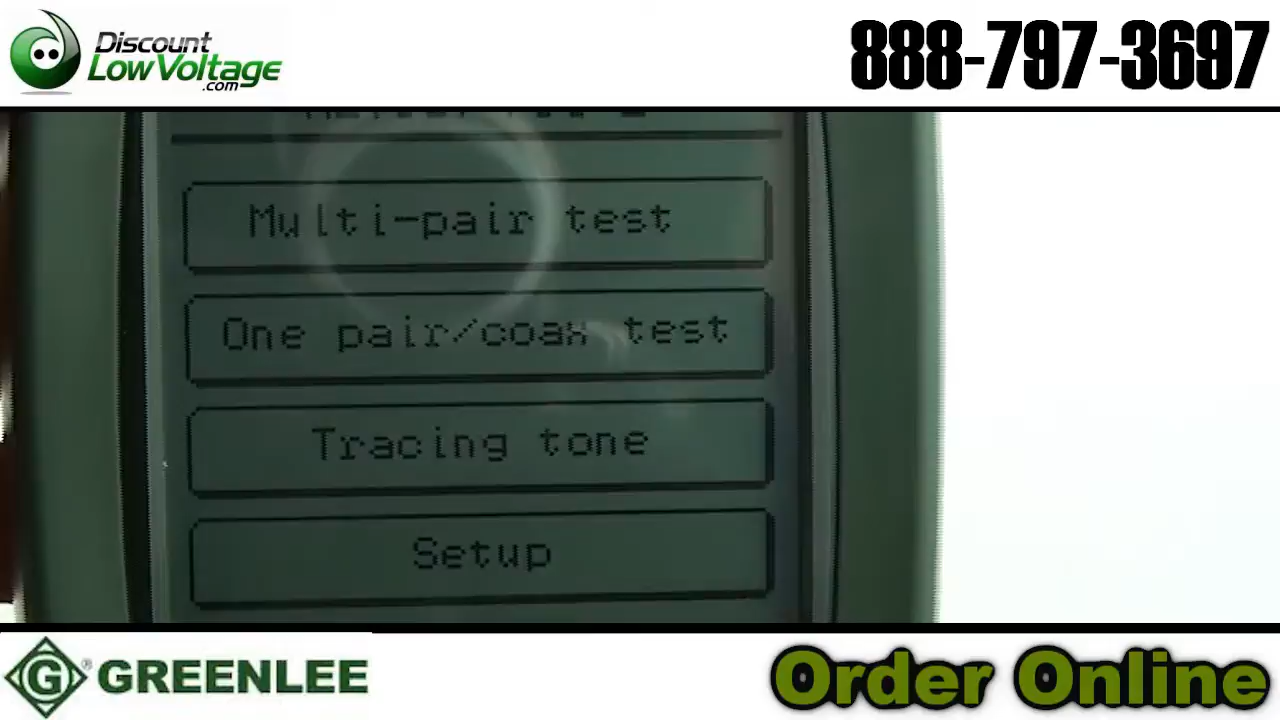 Discount
LowVoltage
.com
888-797-3697
Multi-pair test
One pair/coax test
Tracing tone
Setup
G® GREENLEE
Order Online